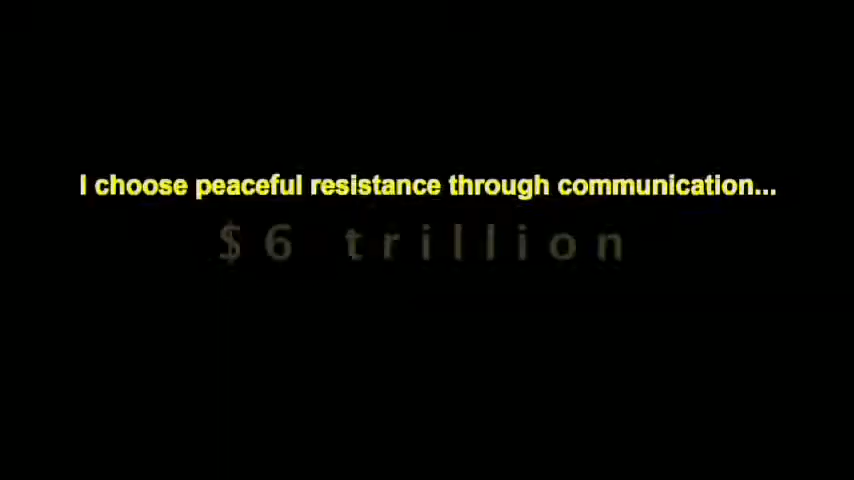 I choose peaceful resistance through communication...
$6 trillion